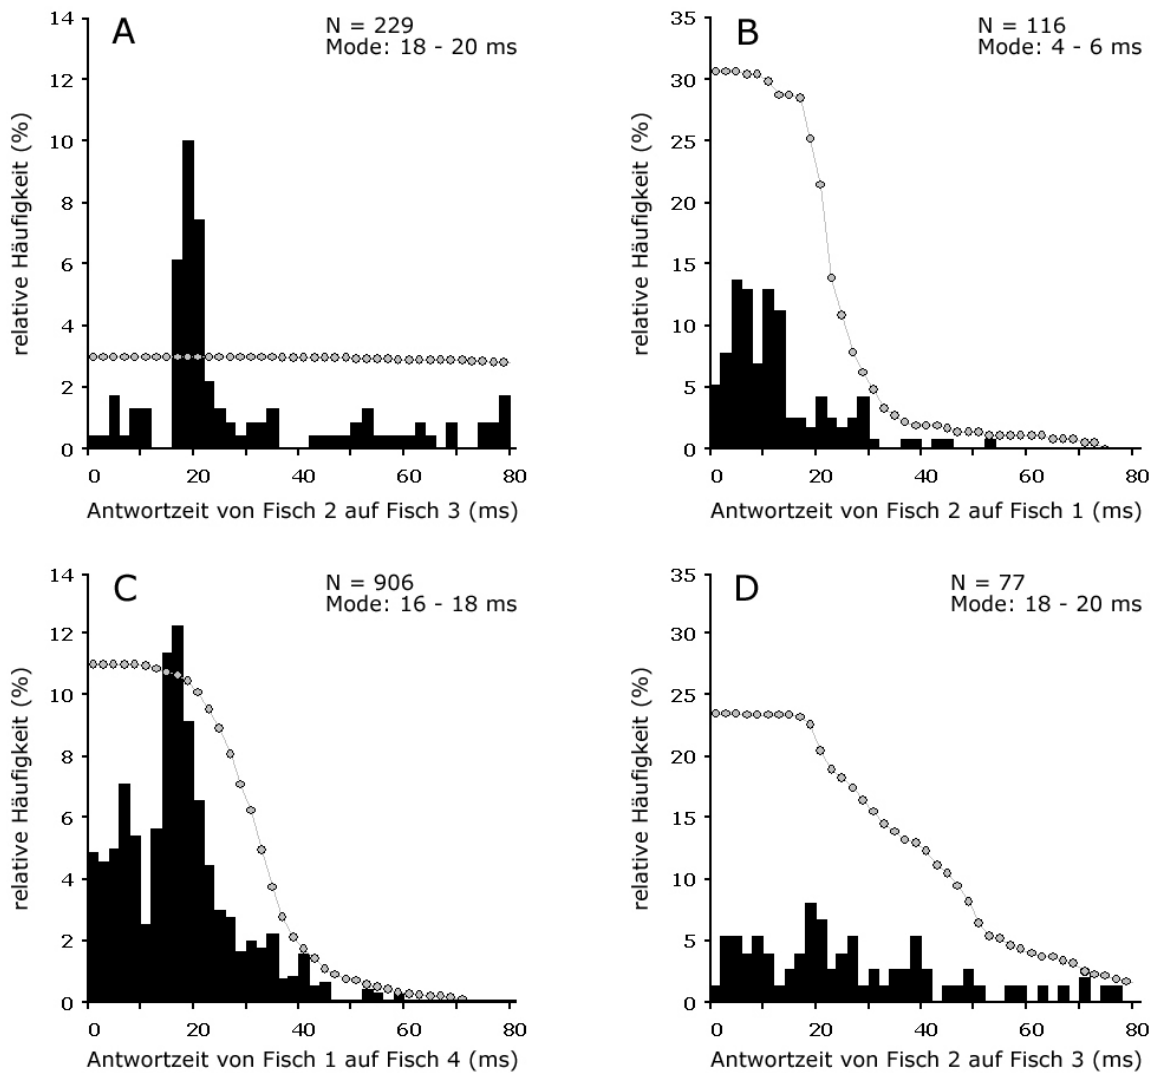 A
N = 229
Mode: 18 - 20 ms
relative Häufigkeit (%)
14
12
10
8
6
4
2
0
0 20 40 60 80
Antwortzeit von Fisch 2 auf Fisch 3 (ms)
B
N = 116
Mode: 4 - 6 ms
relative Häufigkeit (%)
35
30
25
20
15
10
5
0
0 20 40 60 80
Antwortzeit von Fisch 2 auf Fisch 1 (ms)
C
N = 906
Mode: 16 - 18 ms
relative Häufigkeit (%)
14
12
10
8
6
4
2
0
0 20 40 60 80
Antwortzeit von Fisch 1 auf Fisch 4 (ms)
D
N = 77
Mode: 18 - 20 ms
relative Häufigkeit (%)
35
30
25
20
15
10
5
0
0 20 40 60 80
Antwortzeit von Fisch 2 auf Fisch 3 (ms)